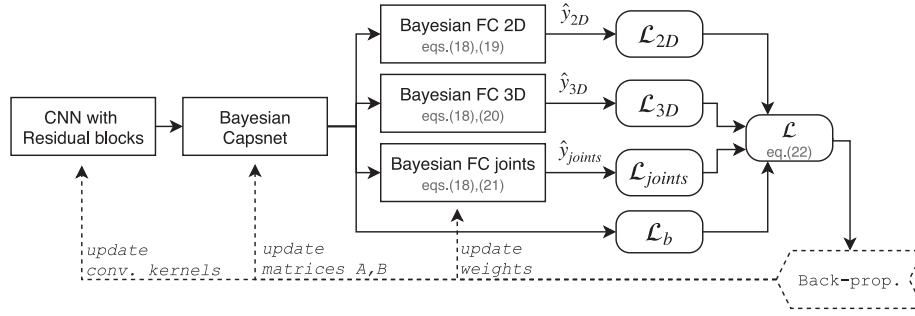 Bayesian FC 2D
eqs.(18),(19)
ŷ2D
ℒ2D
CNN with
Residual blocks
Bayesian
Capsnet
Bayesian FC 3D
eqs.(18),(20)
ŷ3D
ℒ3D
ℒ
eq.(22)
Bayesian FC joints
eqs.(18),(21)
ŷjoints
ℒjoints
ℒb
update
conv. kernels
update
matrices A,B
update
weights
Back-prop.